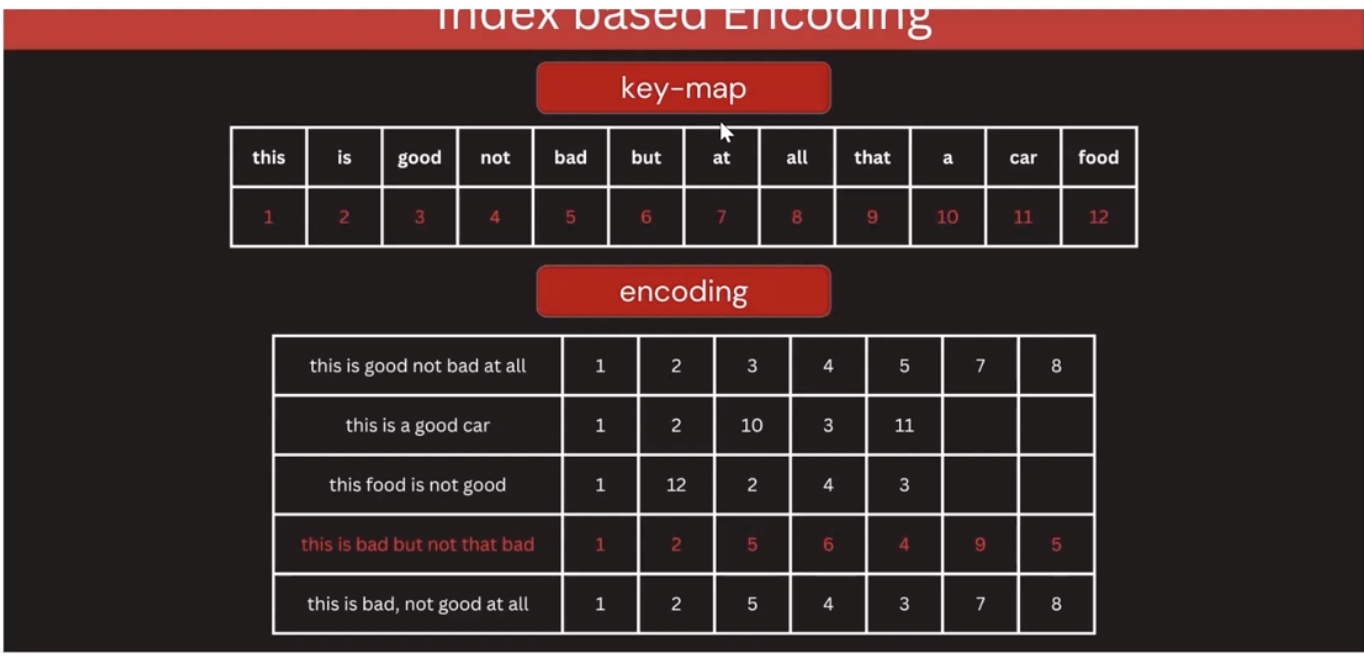 Index based Encoding
key-map
this is good not bad but at all that a car food
1 2 3 4 5 6 7 8 9 10 11 12
encoding
this is good not bad at all 1 2 3 4 5 7 8
this is a good car 1 2 10 3 11
this food is not good 1 12 2 4 3
this is bad but not that bad 1 2 5 6 4 9 5
this is bad, not good at all 1 2 5 4 3 7 8